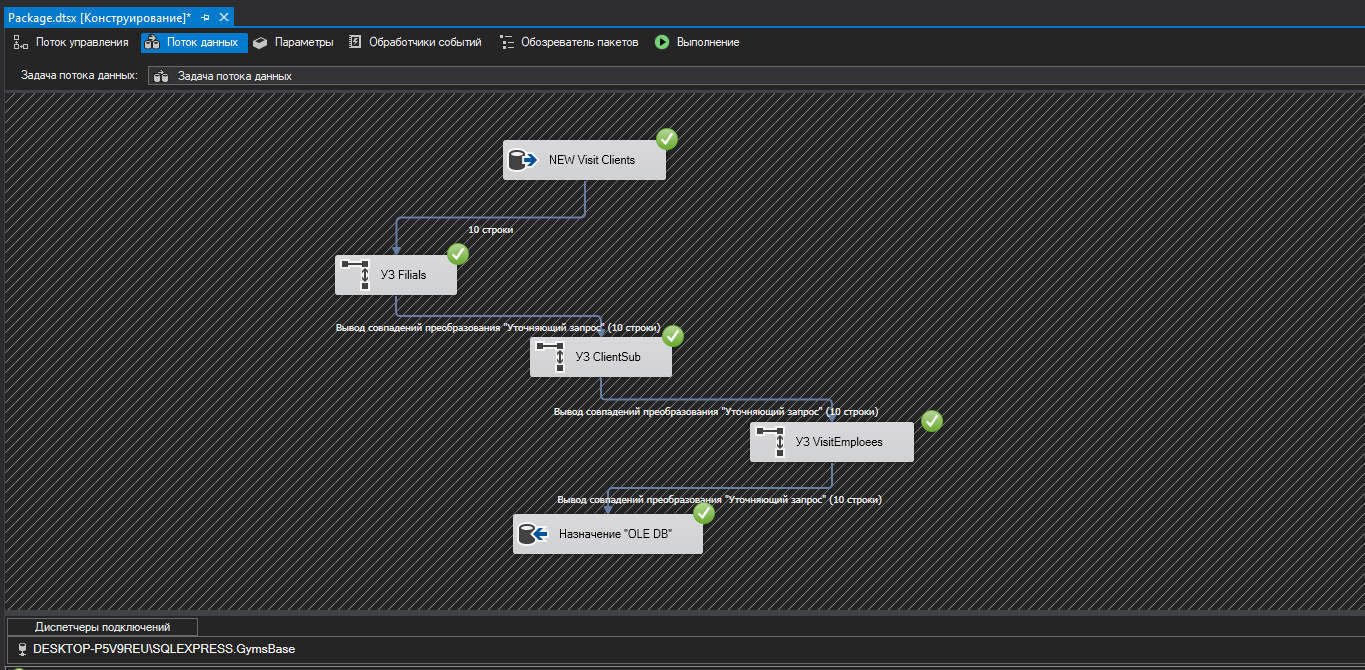 Package.dtsx [Конструирование]*
Поток управления Поток данных Параметры Обработчики событий Обозреватель пакетов Выполнение
Задача потока данных: Задача потока данных
NEW Visit Clients
10 строки
УЗ Filials
Вывод совпадений преобразования "Уточняющий запрос" (10 строки)
УЗ ClientSub
Вывод совпадений преобразования "Уточняющий запрос" (10 строки)
УЗ VisitEmploees
Вывод совпадений преобразования "Уточняющий запрос" (10 строки)
Назначение "OLE DB"
Диспетчеры подключений
DESKTOP-P5V9REU\SQLEXPRESS.GymsBase